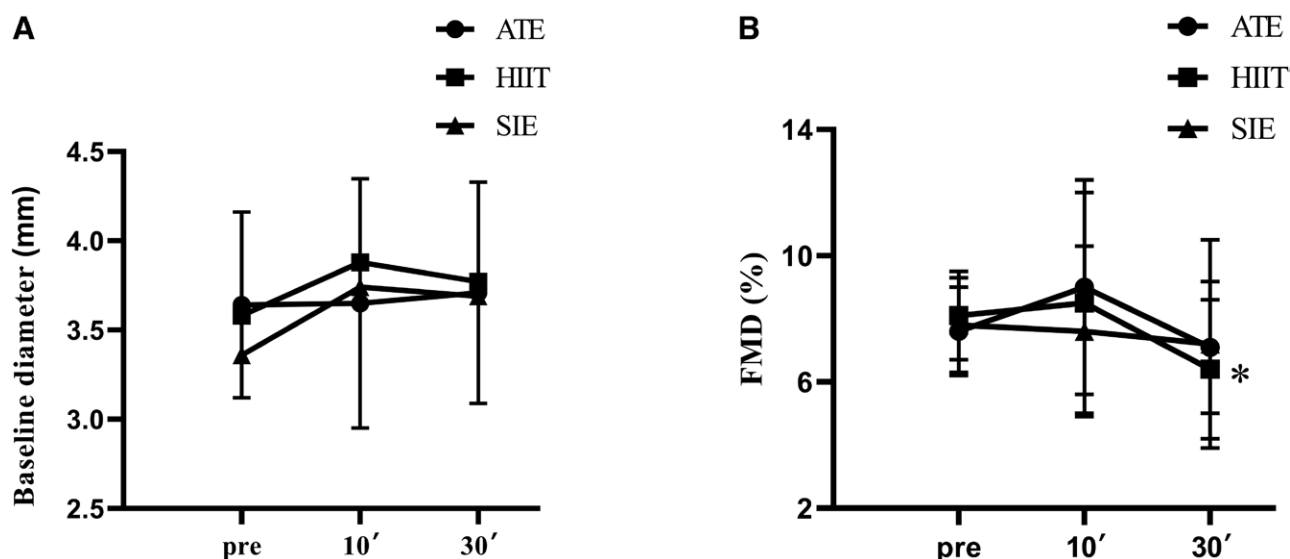 A
ATE
HIIT
SIE
Baseline diameter (mm)
4.5
4.0
3.5
3.0
2.5
pre 10′ 30′
B
ATE
HIIT
SIE
FMD (%)
14
10
6
2
*
pre 10′ 30′